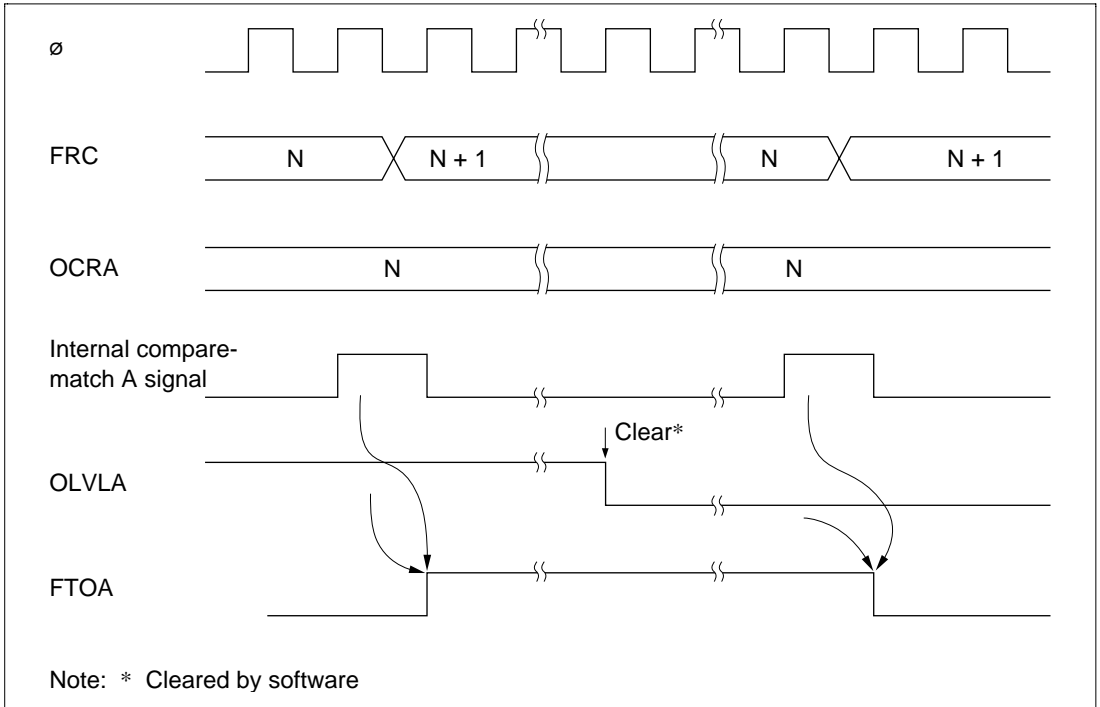 ø
FRC
N
N + 1
N
N + 1
OCRA
N
N
Internal compare-
match A signal
Clear*
OLVLA
FTOA
Note: * Cleared by software